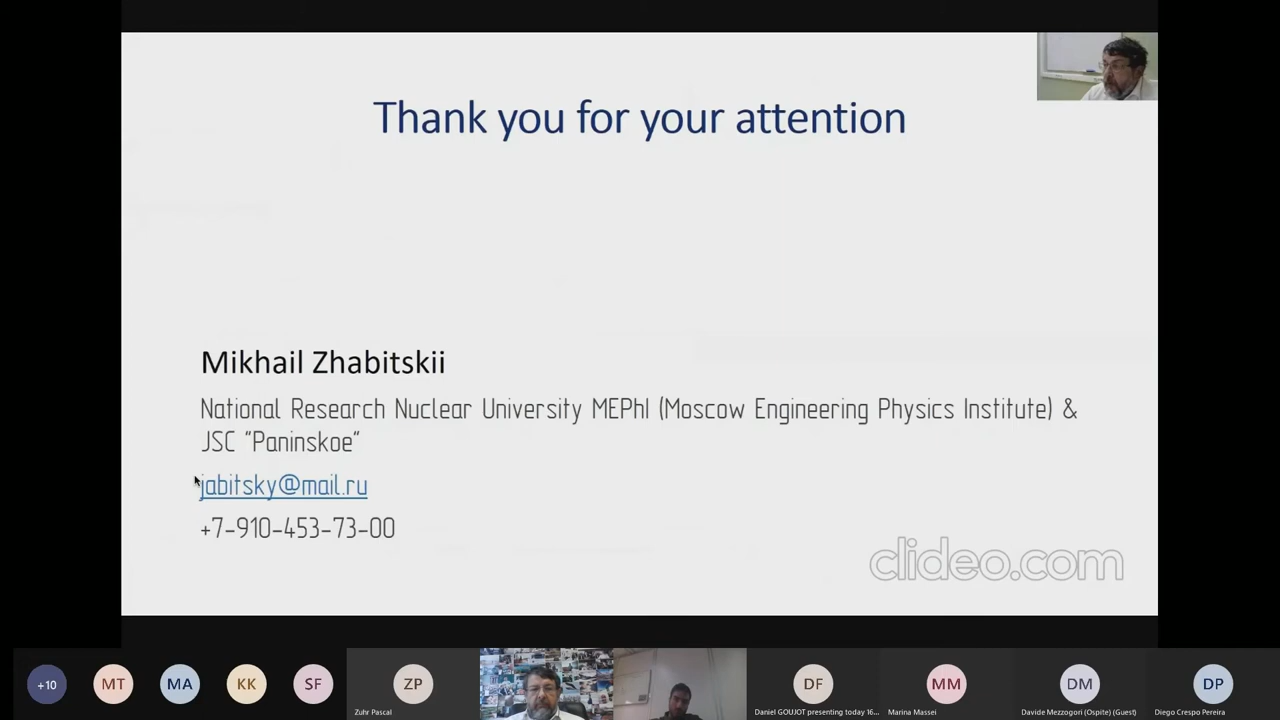 Thank you for your attention
Mikhail Zhabitskii
National Research Nuclear University MEPhI (Moscow Engineering Physics Institute) &
JSC "Paninskoe"
jabitsky@mail.ru
+7-910-453-73-00
clideo.com
+10
MT
MA
KK
SF
ZP
DF
MM
DM
DP
Zuhr Pascal
Daniel GOUJOT presenting today 16...
Marina Massei
Davide Mezzogori (Ospite) (Guest)
Diego Crespo Pereira